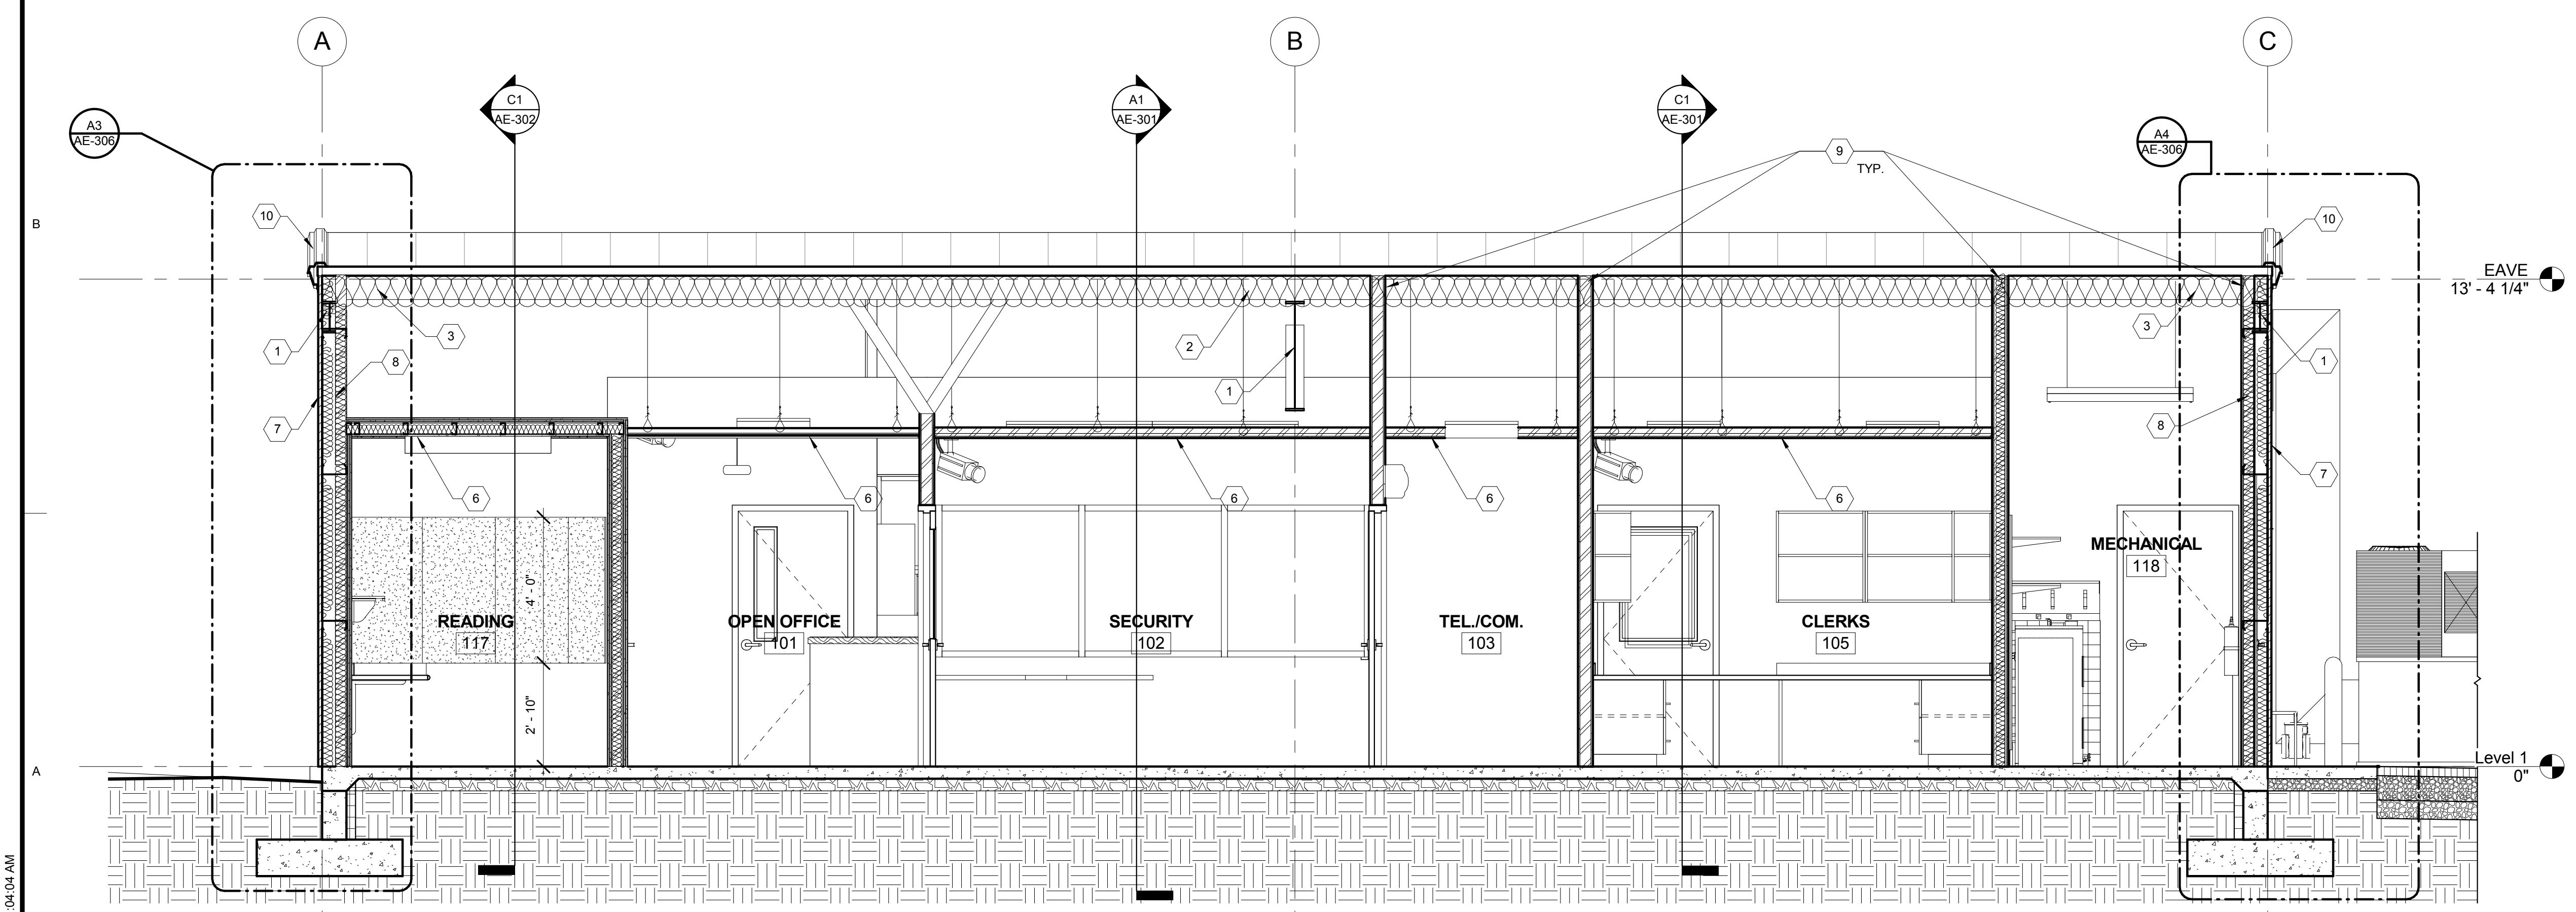 A
B
C
C1
AE-302
A1
AE-301
C1
AE-301
A3
AE-306
A4
AE-306
9
TYP.
10
10
B
EAVE
13' - 4 1/4"
3
2
3
1
8
1
1
7
8
7
6
6
6
6
6
MECHANICAL
118
4' - 0"
READING
117
OPEN OFFICE
101
SECURITY
102
TEL./COM.
103
CLERKS
105
2' - 10"
A
Level 1
0"
:04:04 AM